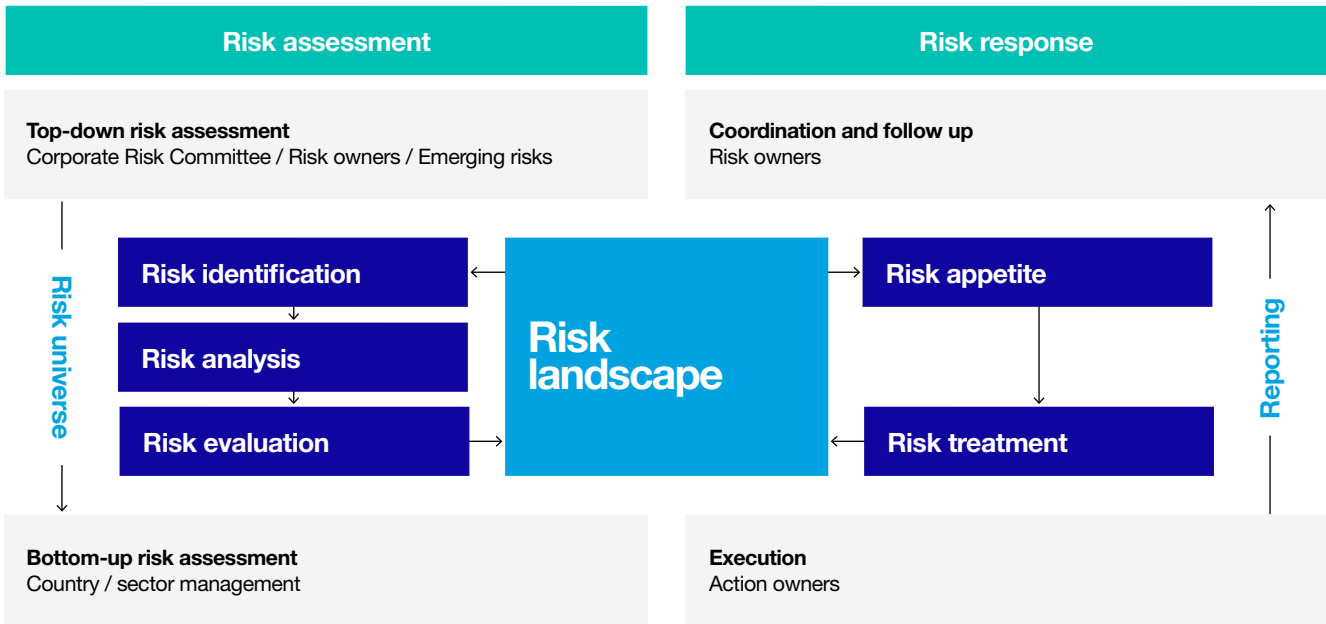 Risk assessment
Risk response
Top-down risk assessment
Corporate Risk Committee / Risk owners / Emerging risks
Coordination and follow up
Risk owners
Risk universe
Risk identification
Risk analysis
Risk evaluation
Risk
landscape
Risk appetite
Risk treatment
Reporting
Bottom-up risk assessment
Country / sector management
Execution
Action owners